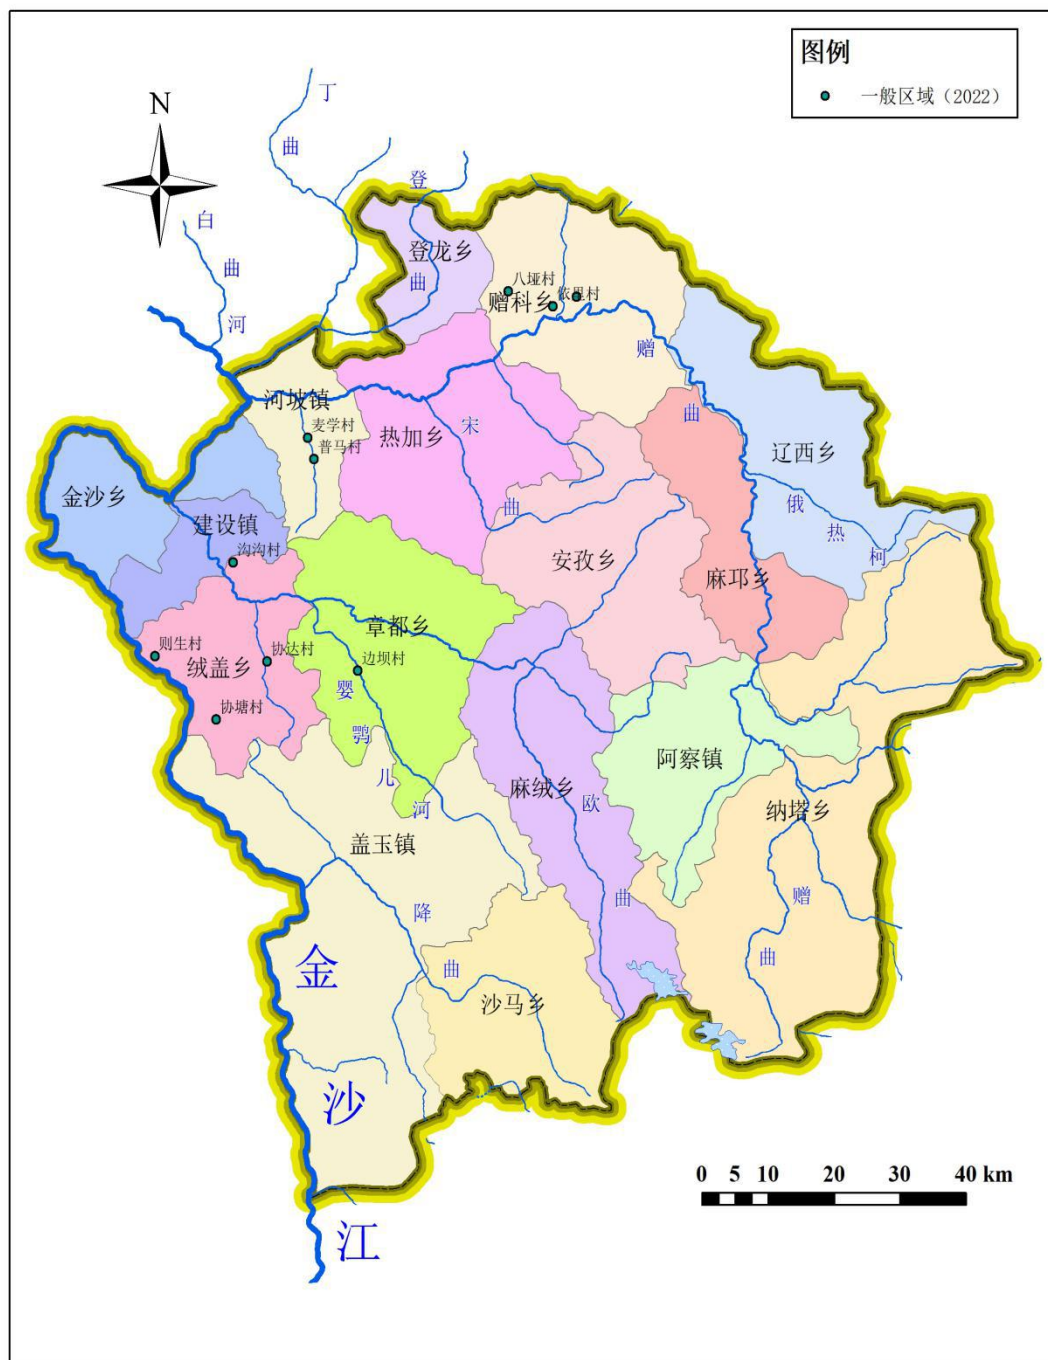 图例
一般区域（2022）
N
丁
曲
登
曲
白
曲
河
登龙乡
八垭村
赠科乡
依里村
赠
曲
河坡镇
麦学村
普马村
热加乡
宋
曲
辽西乡
俄
热
柯
金沙乡
建设镇
沟沟村
安孜乡
麻邛乡
章都乡
则生村
绒盖乡
协达村
边坝村
协塘村
婴
鹗
儿
河
阿察镇
麻绒乡
欧
曲
纳塔乡
盖玉镇
赠
曲
降
曲
沙马乡
金
沙
江
0 5 10 20 30 40 km